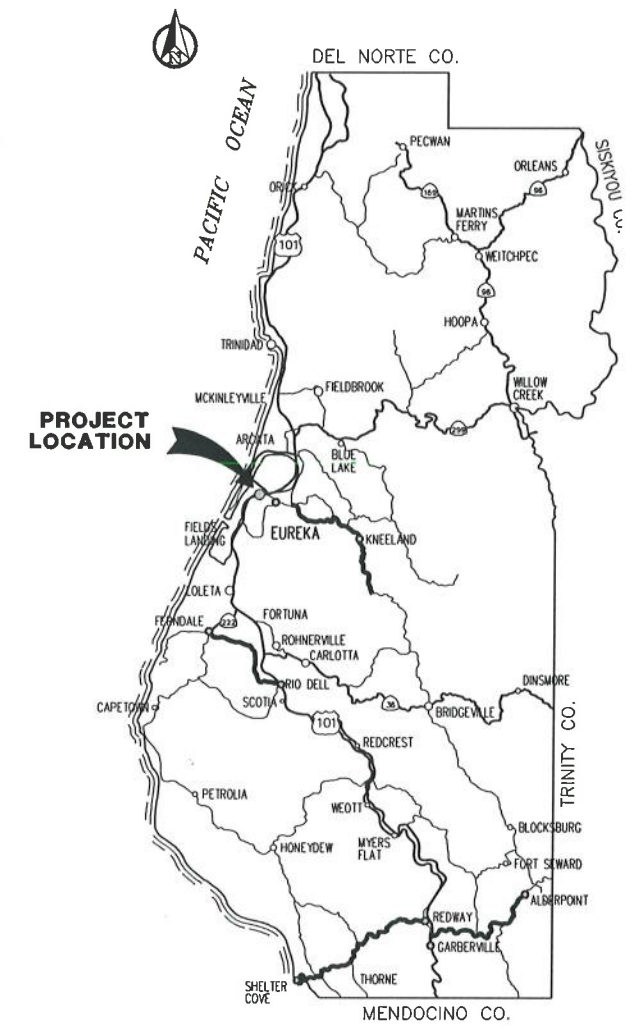 N
DEL NORTE CO.
PACIFIC OCEAN
SISKIYOU CO.
PECWAN
ORLEANS
169
96
ORICK
MARTINS
FERRY
101
WEITCHPEC
96
HOOPA
TRINIDAD
FIELDBROOK
WILLOW
CREEK
MCKINLEYVILLE
PROJECT
LOCATION
ARCATA
299
BLUE
LAKE
FIELDS
LANDING
EUREKA
KNEELAND
LOLETA
FORTUNA
FERNDALE
222
ROHNERVILLE
CARLOTTA
RIO DELL
DINSMORE
SCOTIA
36
CAPETOWN
BRIDGEVILLE
101
TRINITY CO.
REDCREST
PETROLIA
WEOTT
BLOCKSBURG
MYERS
FLAT
HONEYDEW
FORT SEWARD
ALDERPOINT
REDWAY
GARBERVILLE
THORNE
SHELTER
COVE
MENDOCINO CO.